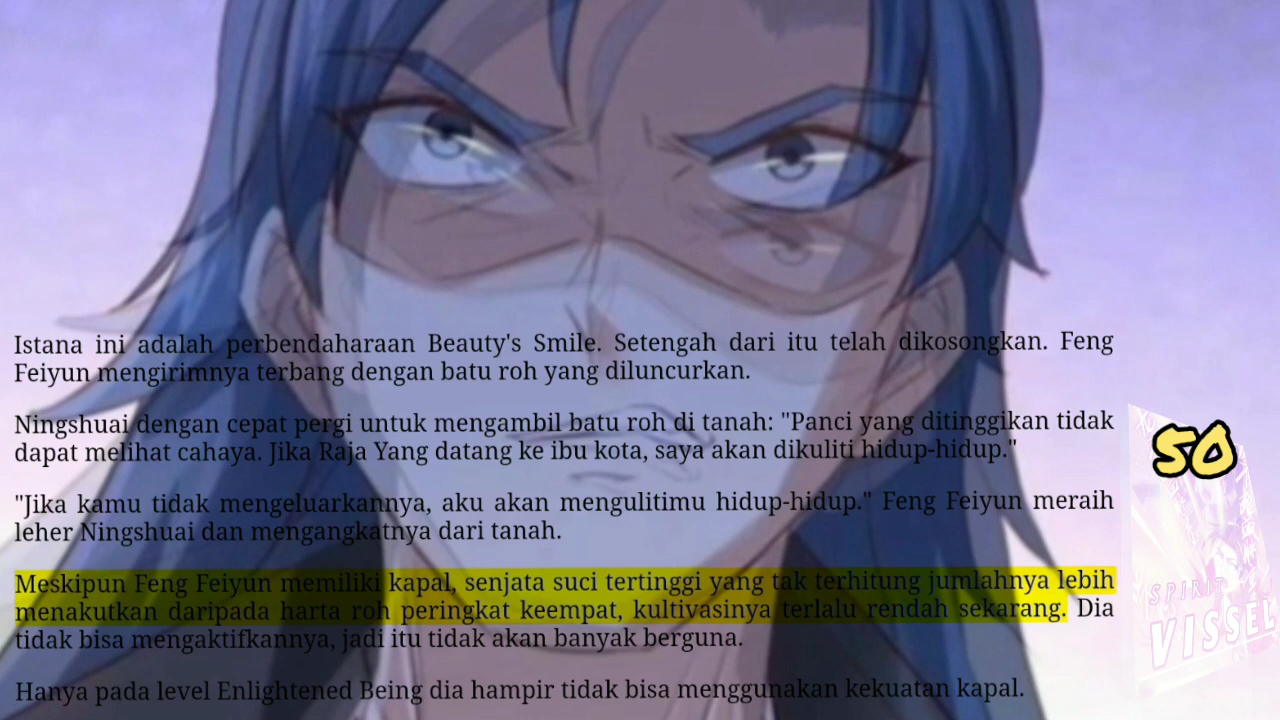 Istana ini adalah perbendaharaan Beauty's Smile. Setengah dari itu telah dikosongkan. Feng
Feiyun mengirimnya terbang dengan batu roh yang diluncurkan.
Ningshuai dengan cepat pergi untuk mengambil batu roh di tanah: "Panci yang ditinggikan tidak
dapat melihat cahaya. Jika Raja Yang datang ke ibu kota, saya akan dikuliti hidup-hidup."
"Jika kamu tidak mengeluarkannya, aku akan mengulitimu hidup-hidup." Feng Feiyun meraih
leher Ningshuai dan mengangkatnya dari tanah.
Meskipun Feng Feiyun memiliki kapal, senjata suci tertinggi yang tak terhitung jumlahnya lebih
menakutkan daripada harta roh peringkat keempat, kultivasinya terlalu rendah sekarang. Dia
tidak bisa mengaktifkannya, jadi itu tidak akan banyak berguna.
Hanya pada level Enlightened Being dia hampir tidak bisa menggunakan kekuatan kapal.
50
SPIRIT
VISSEL